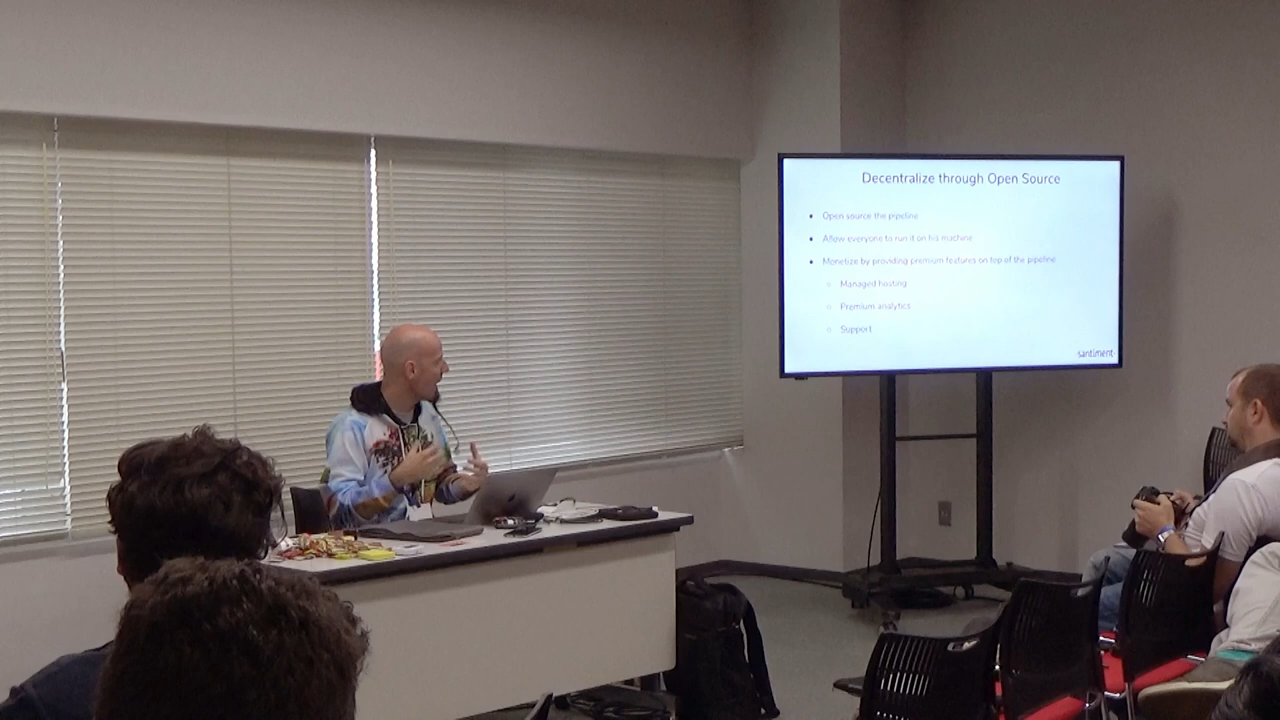 Decentralize through Open Source
Open source the pipeline
Allow everyone to run it on his machine
Monetize by providing premium features on top of the pipeline
Managed hosting
Premium analytics
Support
·santiment·